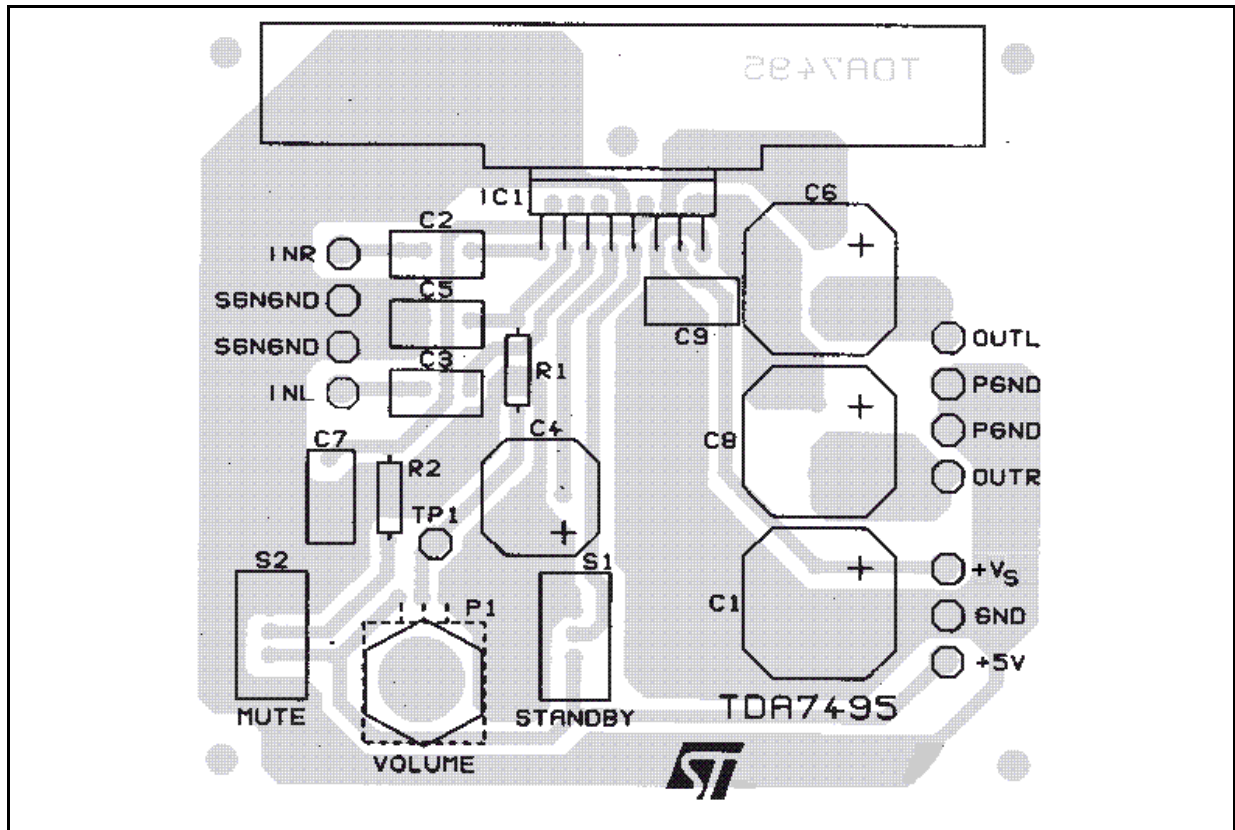 TDA7495
IC1
C6
C2
INR
C5
SGNGND
C9
SGNGND
C3
OUTL
R1
PGND
INL
C4
PGND
C7
C8
R2
OUTR
TP1
S2
S1
+VS
P1
C1
GND
+5V
MUTE
STANDBY
TDA7495
VOLUME
ST